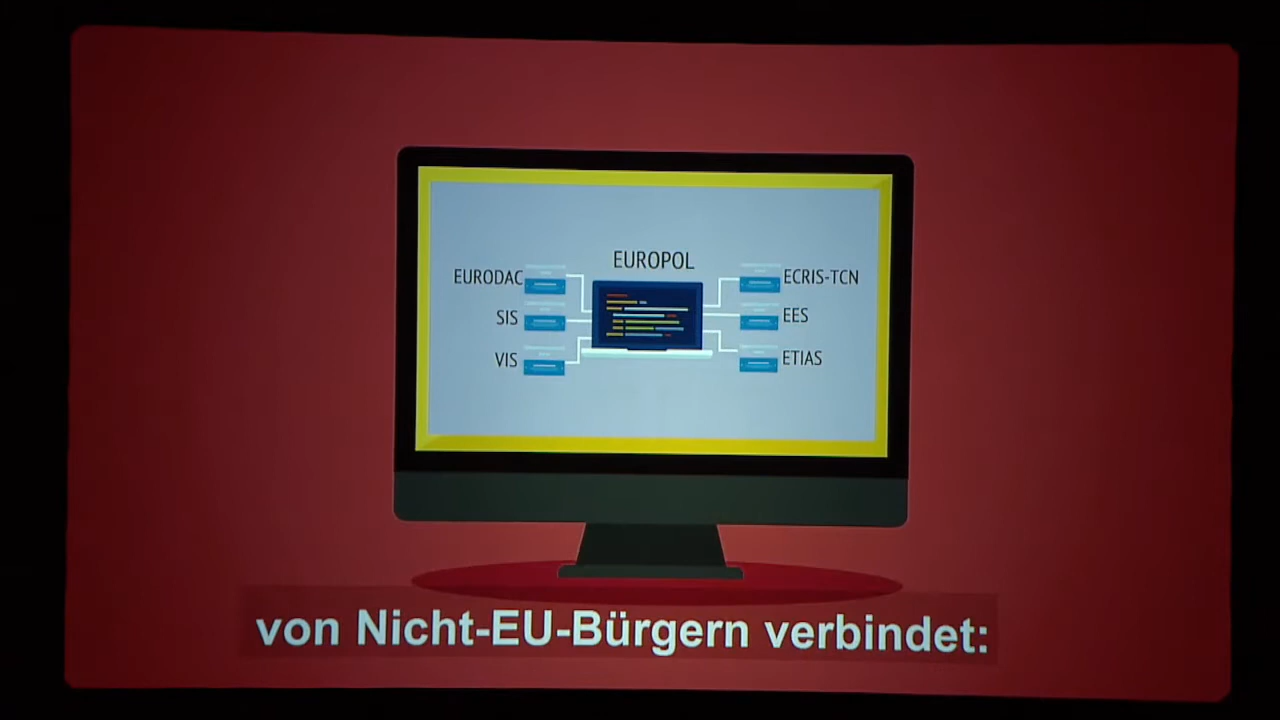 EUROPOL
EURODAC
ECRIS-TCN
SIS
EES
VIS
ETIAS
von Nicht-EU-Bürgern verbindet: